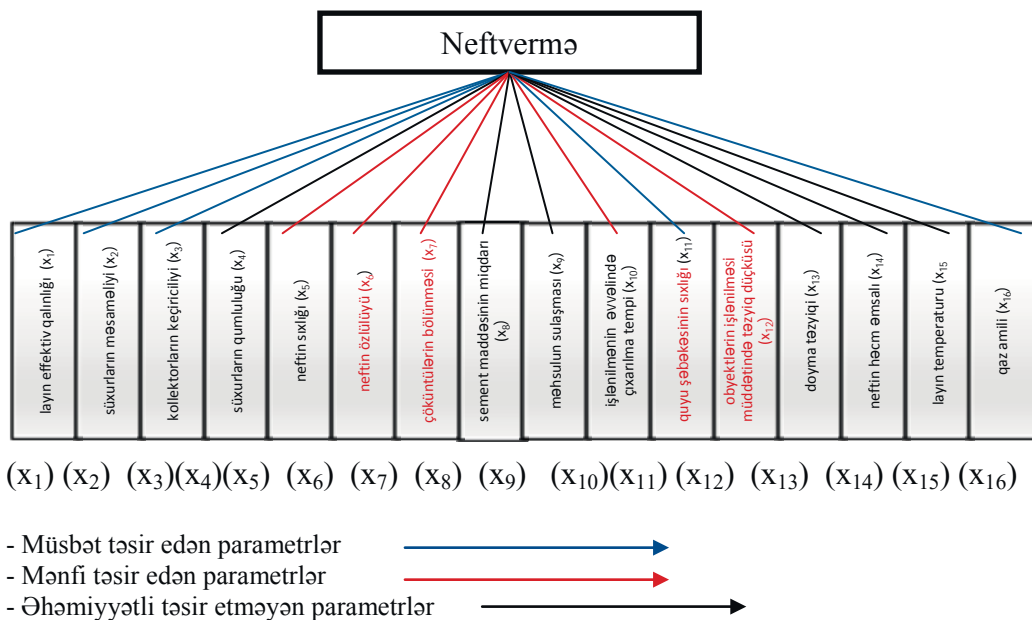 Neftvermə
layın effektiv qalınlığı (x₁)
süxurların məsaməliyi (x₂)
kollektorların keçiriciliyi (x₃)
süxurların qumluluğu (x₄)
neftin sıxlığı (x₅)
neftin özlülüyü (x₆)
çöküntülərin bölünməsi (x₇)
sement maddəsinin miqdarı
(x₈)
məhsulun sulaşması (x₉)
işlənilmənin əvvəlində
çıxarılma tempi (x₁₀)
quyu şəbəkəsinin sıxlığı (x₁₁)
obyektlərin işlənilməsi
müddətində təzyiq düçküsü
(x₁₂)
doyma təzyiqi (x₁₃)
neftin həcm əmsalı (x₁₄)
layın temperaturu (x₁₅
qaz amili (x₁₆)
(x₁) (x₂) (x₃)(x₄)(x₅) (x₆) (x₇) (x₈) (x₉) (x₁₀)(x₁₁) (x₁₂) (x₁₃) (x₁₄) (x₁₅) (x₁₆)
- Müsbət təsir edən parametrlər
- Mənfi təsir edən parametrlər
- Əhəmiyyətli təsir etməyən parametrlər